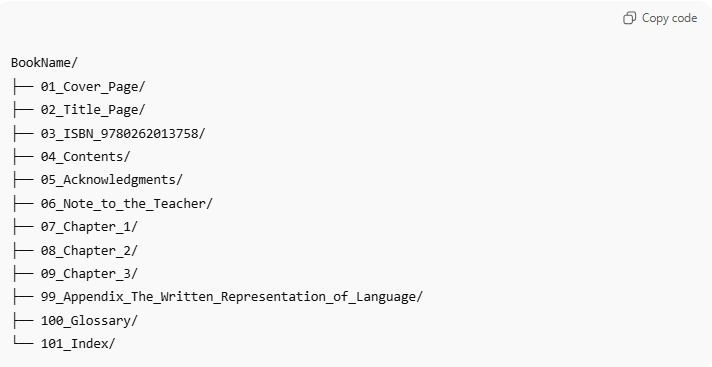 Copy code
BookName/
├── 01_Cover_Page/
├── 02_Title_Page/
├── 03_ISBN_9780262013758/
├── 04_Contents/
├── 05_Acknowledgments/
├── 06_Note_to_the_Teacher/
├── 07_Chapter_1/
├── 08_Chapter_2/
├── 09_Chapter_3/
├── 99_Appendix_The_Written_Representation_of_Language/
├── 100_Glossary/
└── 101_Index/